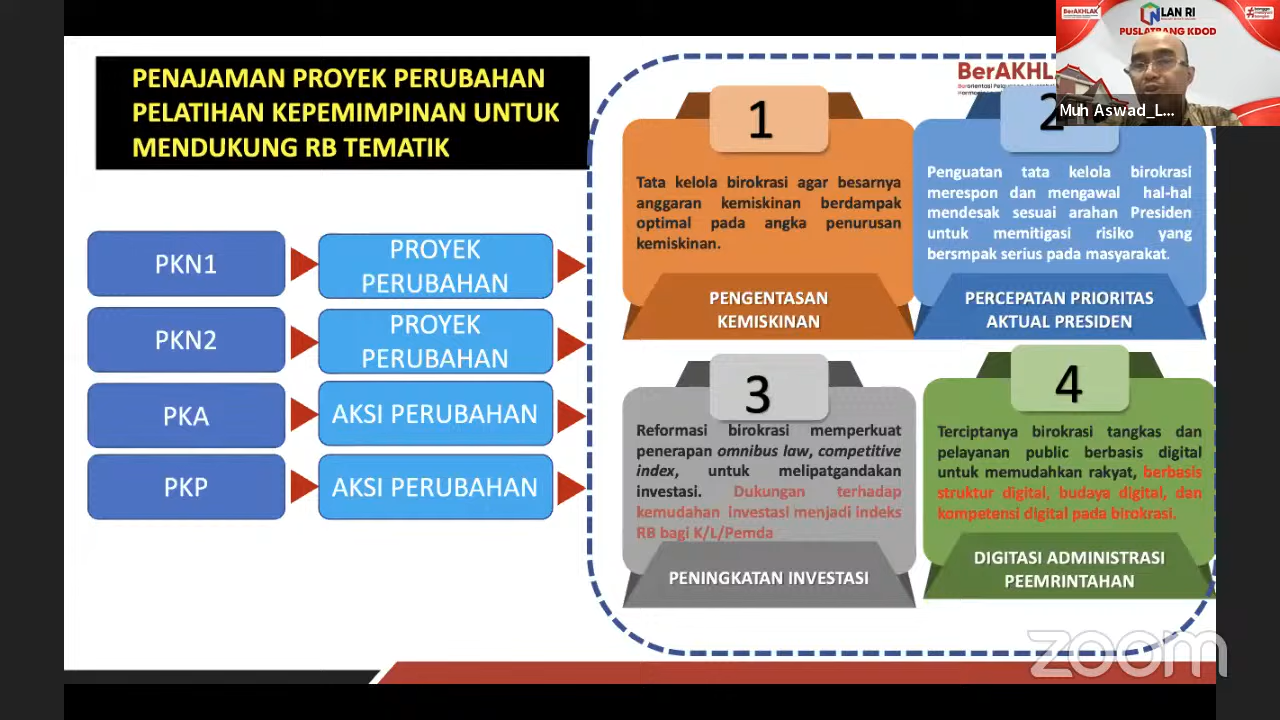 PENAJAMAN PROYEK PERUBAHAN
PELATIHAN KEPEMIMPINAN UNTUK
MENDUKUNG RB TEMATIK
PKN1
PROYEK
PERUBAHAN
PKN2
PROYEK
PERUBAHAN
PKA
AKSI PERUBAHAN
PKP
AKSI PERUBAHAN
BerAKHL
1
Tata kelola birokrasi agar besarnya
anggaran kemiskinan berdampak
optimal pada angka penurusan
kemiskinan.
PENGENTASAN
KEMISKINAN
2
Penguatan tata kelola birokrasi
merespon dan mengawal hal-hal
mendesak sesuai arahan Presiden
untuk memitigasi risiko yang
bersmpak serius pada masyarakat.
PERCEPATAN PRIORITAS
AKTUAL PRESIDEN
3
Reformasi birokrasi memperkuat
penerapan omnibus law, competitive
index, untuk melipatgandakan
investasi. Dukungan terhadap
kemudahan investasi menjadi indeks
RB bagi K/L/Pemda
PENINGKATAN INVESTASI
4
Terciptanya birokrasi tangkas dan
pelayanan public berbasis digital
untuk memudahkan rakyat, berbasis
struktur digital, budaya digital, dan
kompetensi digital pada birokrasi.
DIGITASI ADMINISTRASI
PEEMRINTAHAN
BerAKHLAK
LAN RI
PUSLATBANG KDOD
Muh Aswad_L...
zoom